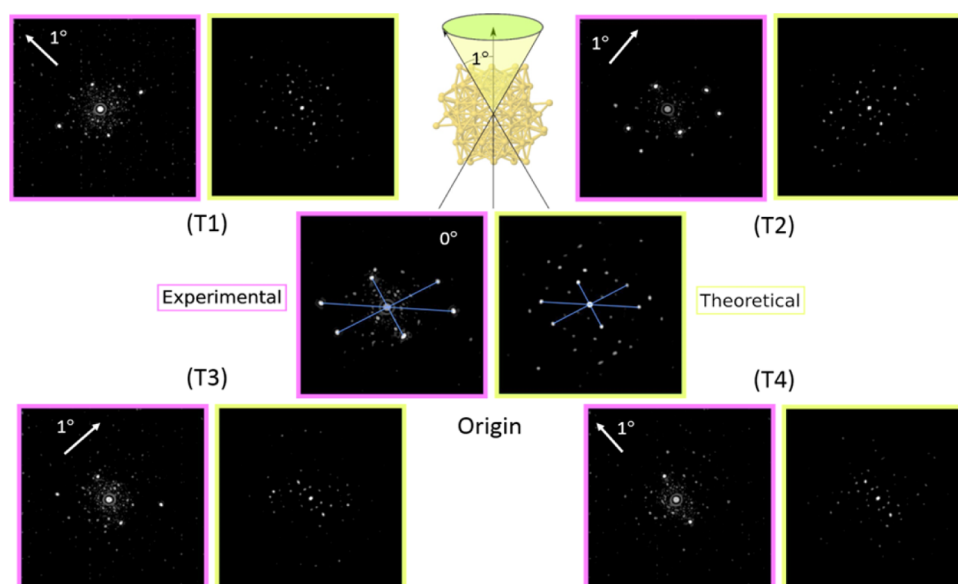 1°
1°
1°
(T1)
(T2)
0°
Experimental
Theoretical
(T3)
(T4)
Origin
1°
1°